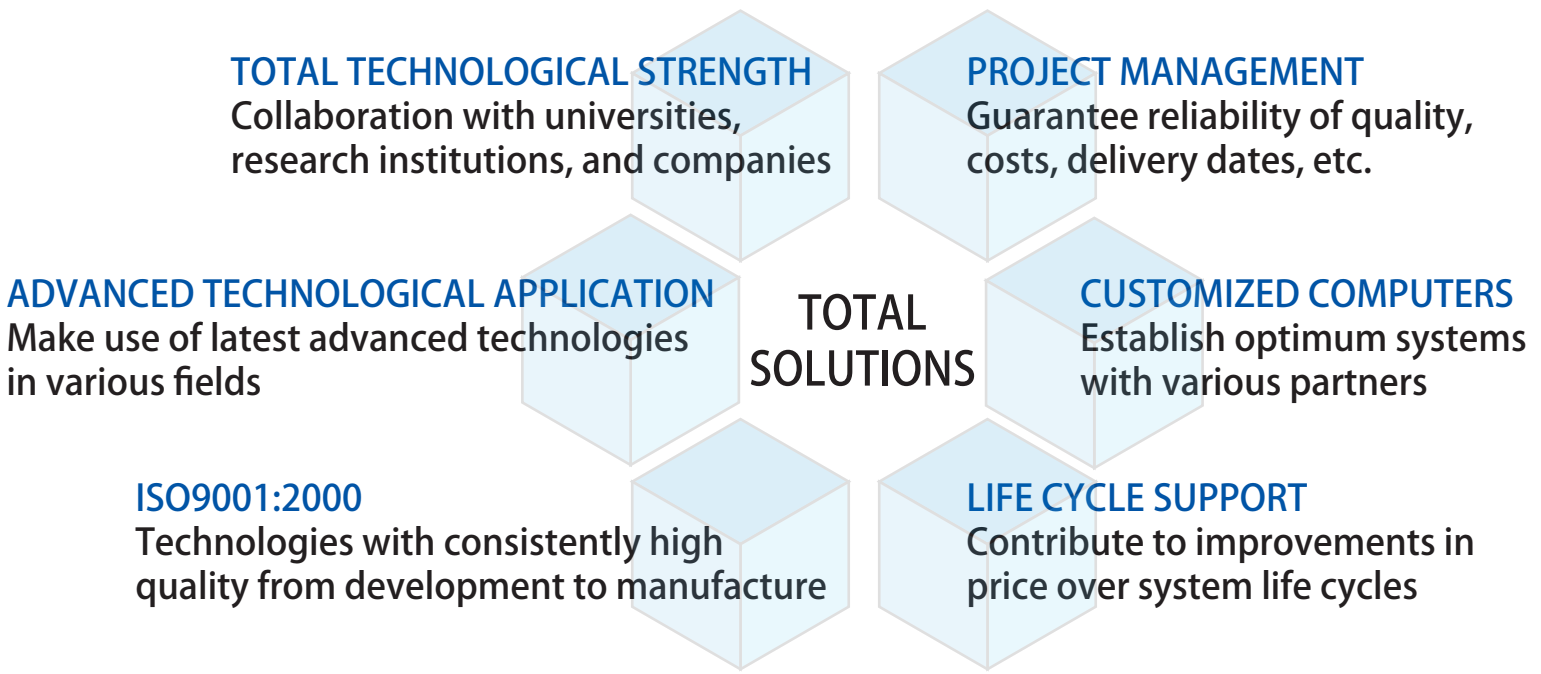 TOTAL TECHNOLOGICAL STRENGTH
Collaboration with universities,
research institutions, and companies
PROJECT MANAGEMENT
Guarantee reliability of quality,
costs, delivery dates, etc.
ADVANCED TECHNOLOGICAL APPLICATION
Make use of latest advanced technologies
in various fields
TOTAL
SOLUTIONS
CUSTOMIZED COMPUTERS
Establish optimum systems
with various partners
ISO9001:2000
Technologies with consistently high
quality from development to manufacture
LIFE CYCLE SUPPORT
Contribute to improvements in
price over system life cycles